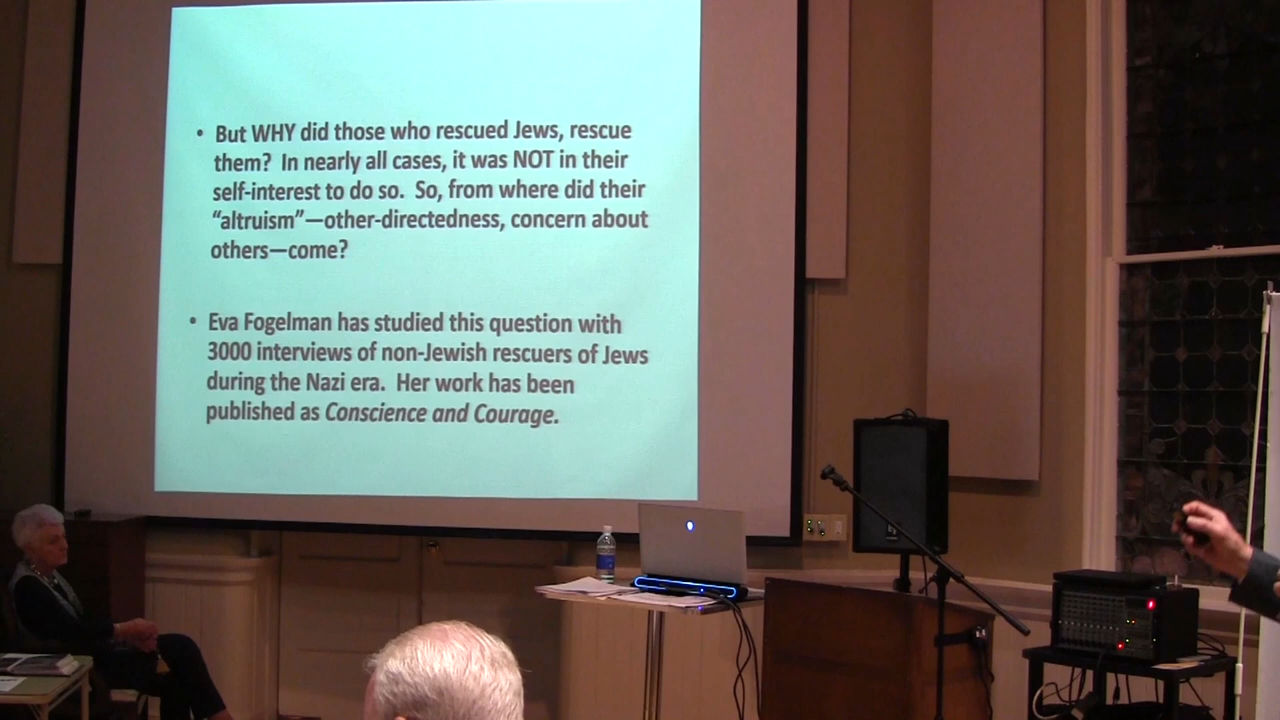 • But WHY did those who rescued Jews, rescue
them? In nearly all cases, it was NOT in their
self-interest to do so. So, from where did their
“altruism”—other-directedness, concern about
others—come?
• Eva Fogelman has studied this question with
3000 interviews of non-Jewish rescuers of Jews
during the Nazi era. Her work has been
published as Conscience and Courage.